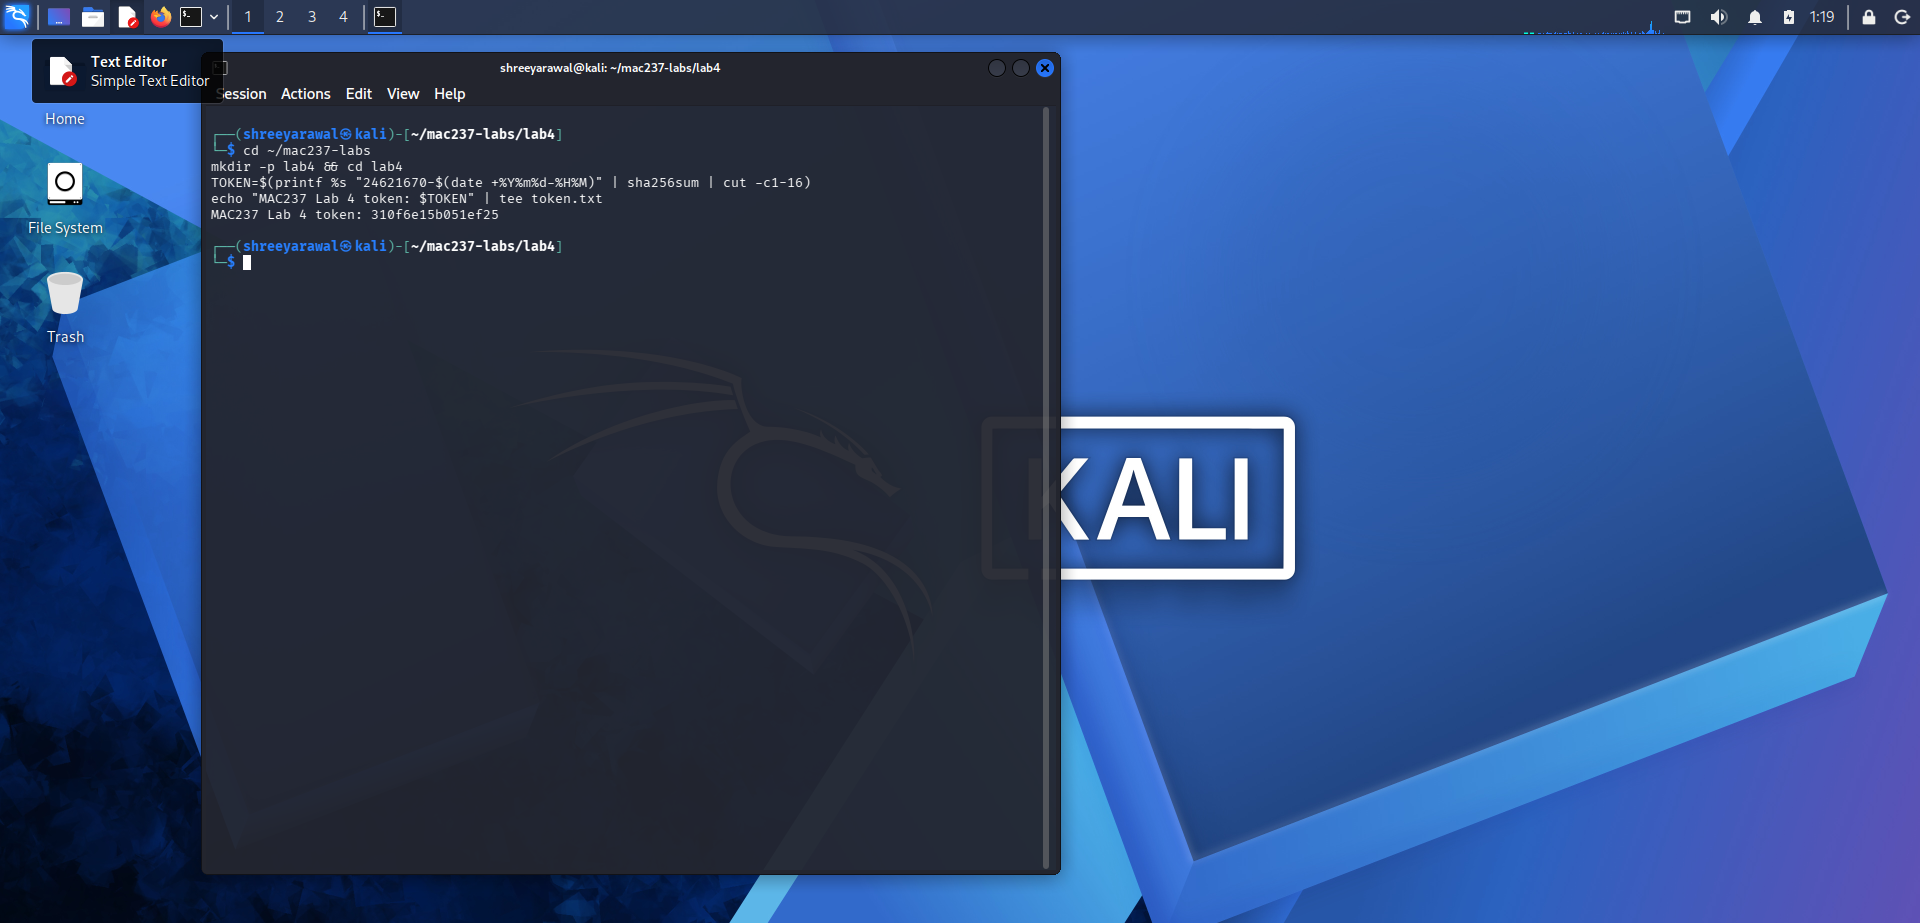 1 2 3 4
1:19
Text Editor
Simple Text Editor
Home
File System
Trash
shreeyarawal@kali: ~/mac237-labs/lab4
ession Actions Edit View Help
┌──(shreeyarawal㉿kali)-[~/mac237-labs/lab4]
└─$ cd ~/mac237-labs
mkdir -p lab4 && cd lab4
TOKEN=$(printf %s "24621670-$(date +%Y%m%d-%H%M)" | sha256sum | cut -c1-16)
echo "MAC237 Lab 4 token: $TOKEN" | tee token.txt
MAC237 Lab 4 token: 310f6e15b051ef25
┌──(shreeyarawal㉿kali)-[~/mac237-labs/lab4]
└─$
KALI